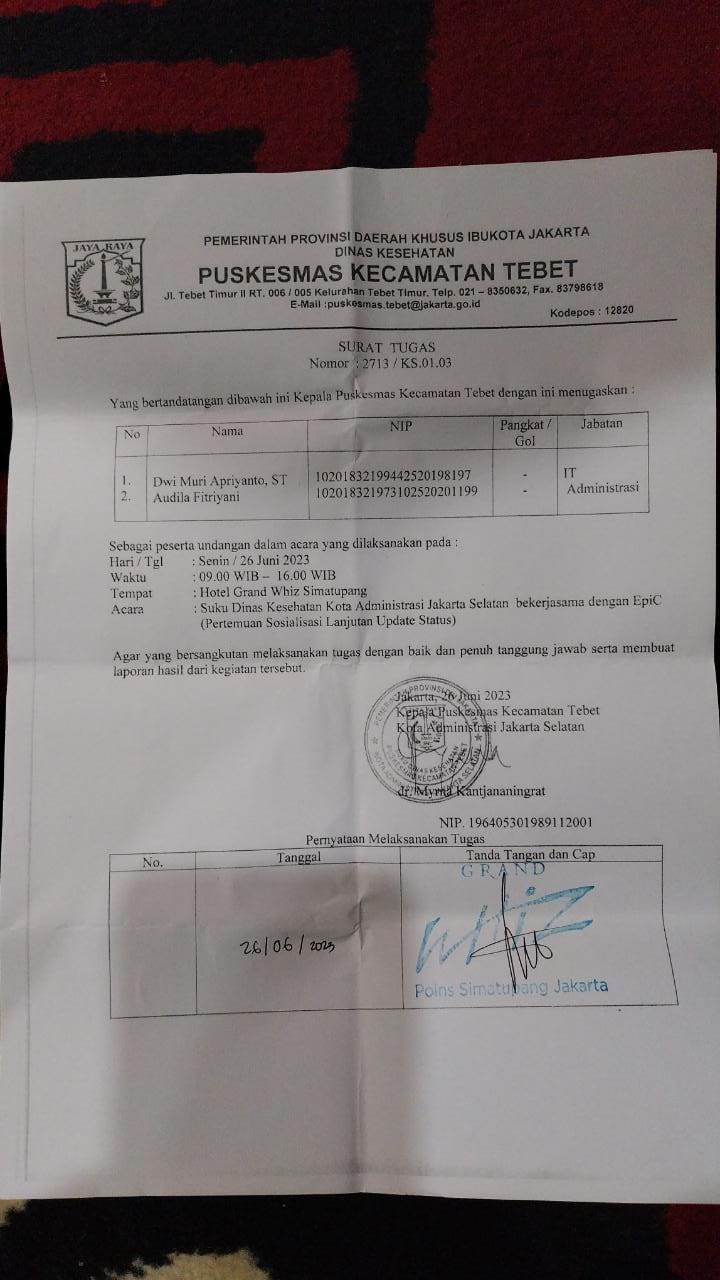 JAYA RAYA
PEMERINTAH PROVINSI DAERAH KHUSUS IBUKOTA JAKARTA
DINAS KESEHATAN
PUSKESMAS KECAMATAN TEBET
Jl. Tebet Timur II RT. 006 / 005 Kelurahan Tebet Timur. Telp. 021 – 8350632, Fax. 83798618
E-Mail :puskesmas.tebet@jakarta.go.id
Kodepos : 12820
SURAT TUGAS
Nomor : 2713 / KS.01.03
Yang bertandatangan dibawah ini Kepala Puskesmas Kecamatan Tebet dengan ini menugaskan :
No Nama NIP Pangkat / Gol Jabatan
1. Dwi Muri Apriyanto, ST 10201832199442520198197 - IT
2. Audila Fitriyani 102018321973102520201199 - Administrasi
Sebagai peserta undangan dalam acara yang dilaksanakan pada :
Hari / Tgl : Senin / 26 Juni 2023
Waktu : 09.00 WIB – 16.00 WIB
Tempat : Hotel Grand Whiz Simatupang
Acara : Suku Dinas Kesehatan Kota Administrasi Jakarta Selatan bekerjasama dengan EpiC
(Pertemuan Sosialisasi Lanjutan Update Status)
Agar yang bersangkutan melaksanakan tugas dengan baik dan penuh tanggung jawab serta membuat
laporan hasil dari kegiatan tersebut.
Jakarta, 26 Juni 2023
Kepala Puskesmas Kecamatan Tebet
Kota Administrasi Jakarta Selatan
dr. Myrna Kantjananingrat
NIP. 196405301989112001
Pernyataan Melaksanakan Tugas
No. Tanggal Tanda Tangan dan Cap
26/06/2023
GRAND
WHIZ
Poins Simatupang Jakarta